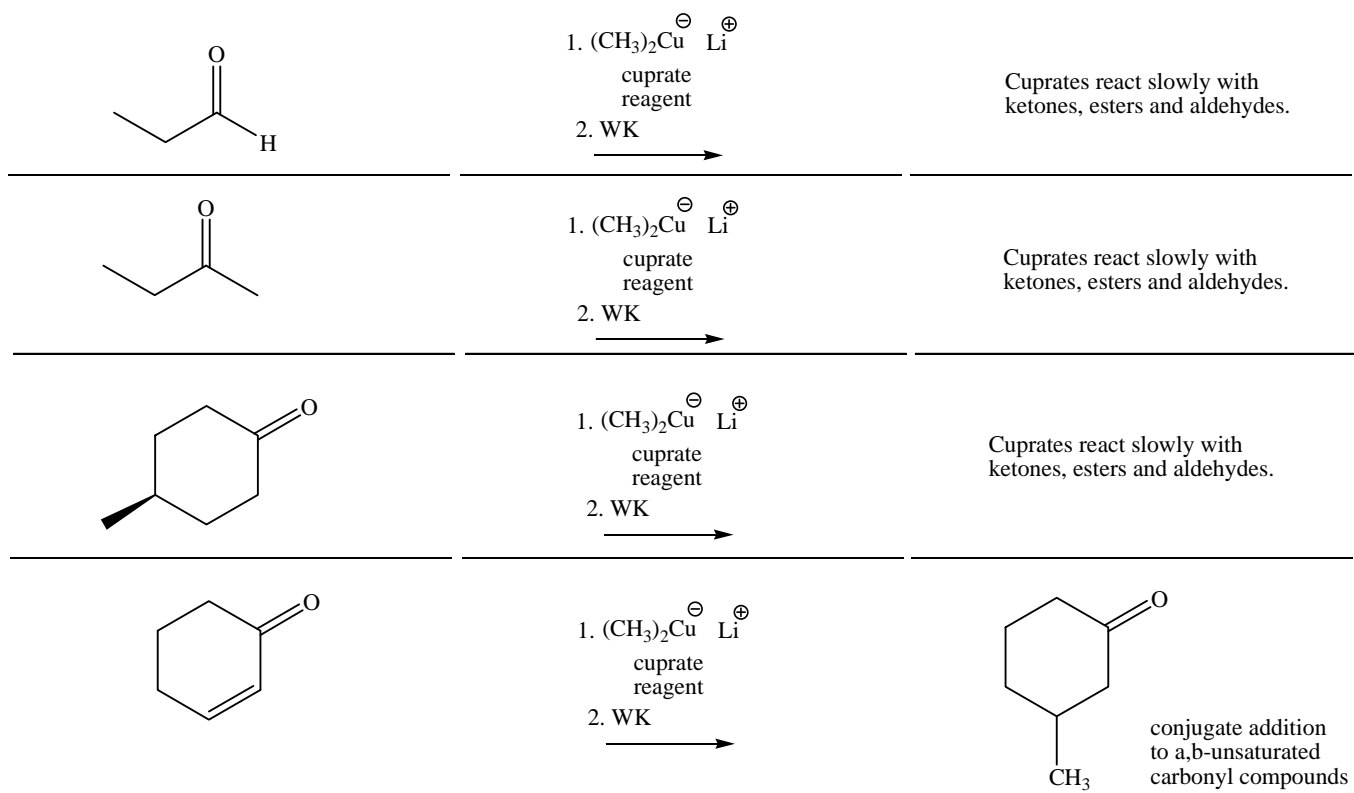 O
H
1. (CH3)2Cu⊖ Li⊕
cuprate
reagent
2. WK
Cuprates react slowly with
ketones, esters and aldehydes.
O
1. (CH3)2Cu⊖ Li⊕
cuprate
reagent
2. WK
Cuprates react slowly with
ketones, esters and aldehydes.
O
1. (CH3)2Cu⊖ Li⊕
cuprate
reagent
2. WK
Cuprates react slowly with
ketones, esters and aldehydes.
O
1. (CH3)2Cu⊖ Li⊕
cuprate
reagent
2. WK
O
CH3
conjugate addition
to a,b-unsaturated
carbonyl compounds